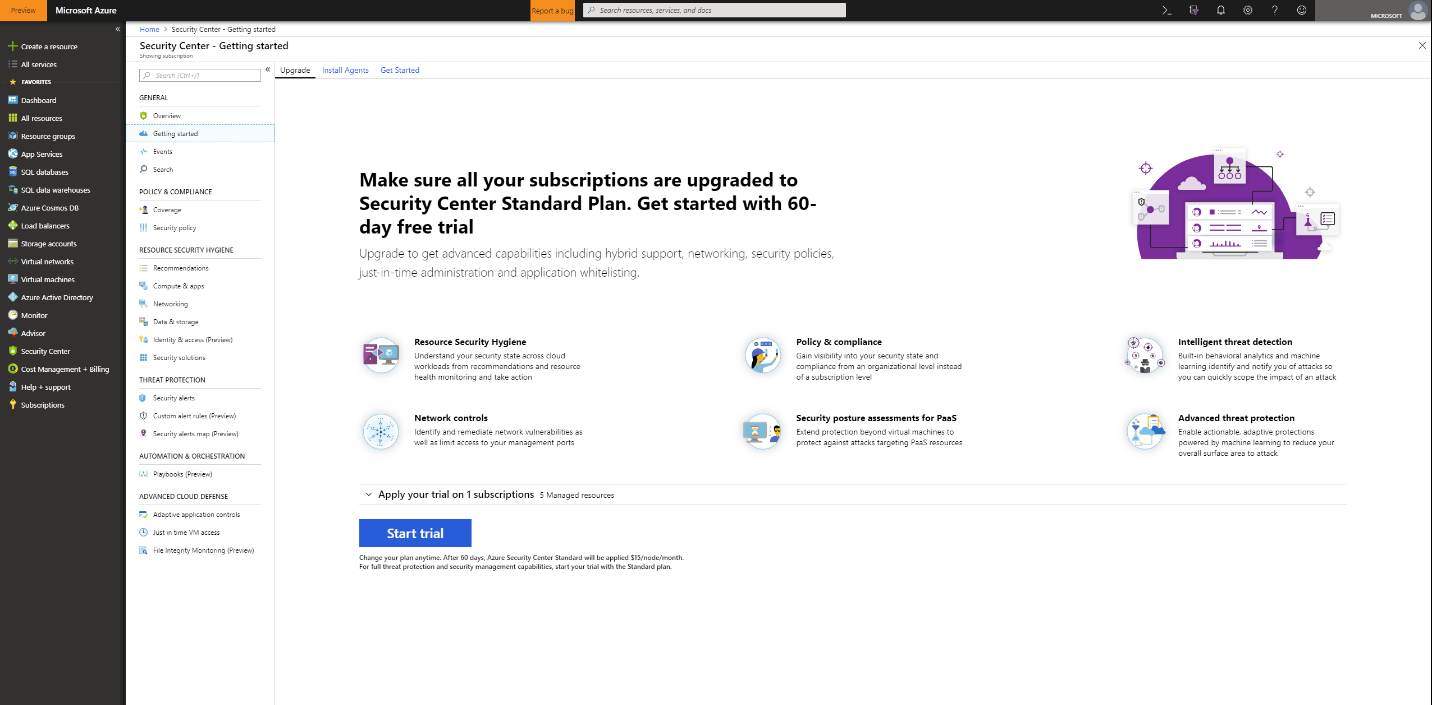 Preview
Microsoft Azure
Report a bug
Search resources, services, and docs
MICROSOFT
Create a resource
All services
FAVORITES
Dashboard
All resources
Resource groups
App Services
SQL databases
SQL data warehouses
Azure Cosmos DB
Load balancers
Storage accounts
Virtual networks
Virtual machines
Azure Active Directory
Monitor
Advisor
Security Center
Cost Management + Billing
Help + support
Subscriptions
Home > Security Center - Getting started
Security Center - Getting started
Showing subscription
Search (Ctrl+/)
GENERAL
Overview
Getting started
Events
Search
POLICY & COMPLIANCE
Coverage
Security policy
RESOURCE SECURITY HYGIENE
Recommendations
Compute & apps
Networking
Data & storage
Identity & access (Preview)
Security solutions
THREAT PROTECTION
Security alerts
Custom alert rules (Preview)
Security alerts map (Preview)
AUTOMATION & ORCHESTRATION
Playbooks (Preview)
ADVANCED CLOUD DEFENSE
Adaptive application controls
Just in time VM access
File Integrity Monitoring (Preview)
Upgrade Install Agents Get Started
Make sure all your subscriptions are upgraded to
Security Center Standard Plan. Get started with 60-
day free trial
Upgrade to get advanced capabilities including hybrid support, networking, security policies,
just-in-time administration and application whitelisting.
Resource Security Hygiene
Understand your security state across cloud
workloads from recommendations and resource
health monitoring and take action
Policy & compliance
Gain visibility into your security state and
compliance from an organizational level instead
of a subscription level
Intelligent threat detection
Built-in behavioral analytics and machine
learning identify and notify you of attacks so
you can quickly scope the impact of an attack
Network controls
Identify and remediate network vulnerabilities as
well as limit access to your management ports
Security posture assessments for PaaS
Extend protection beyond virtual machines to
protect against attacks targeting PaaS resources
Advanced threat protection
Enable actionable, adaptive protections
powered by machine learning to reduce your
overall surface area to attack
Apply your trial on 1 subscriptions 5 Managed resources
Start trial
Change your plan anytime. After 60 days, Azure Security Center Standard will be applied $15/node/month.
For full threat protection and security management capabilities, start your trial with the Standard plan.